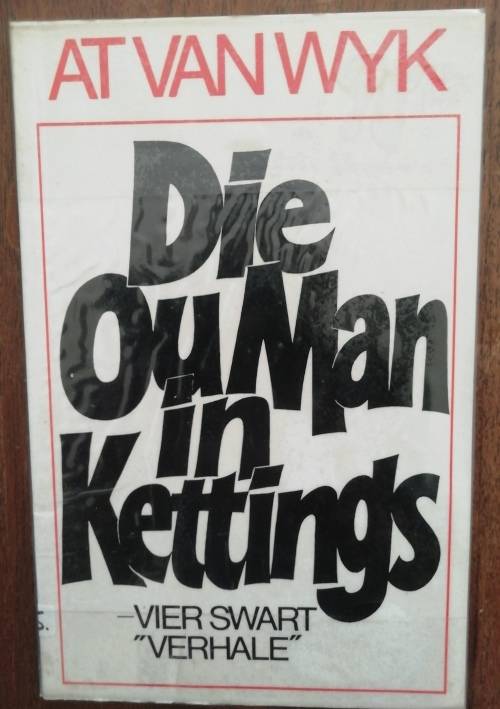 AT VAN WYK
Die
Ou Man
in
Kettings
–VIER SWART
"VERHALE"
S.